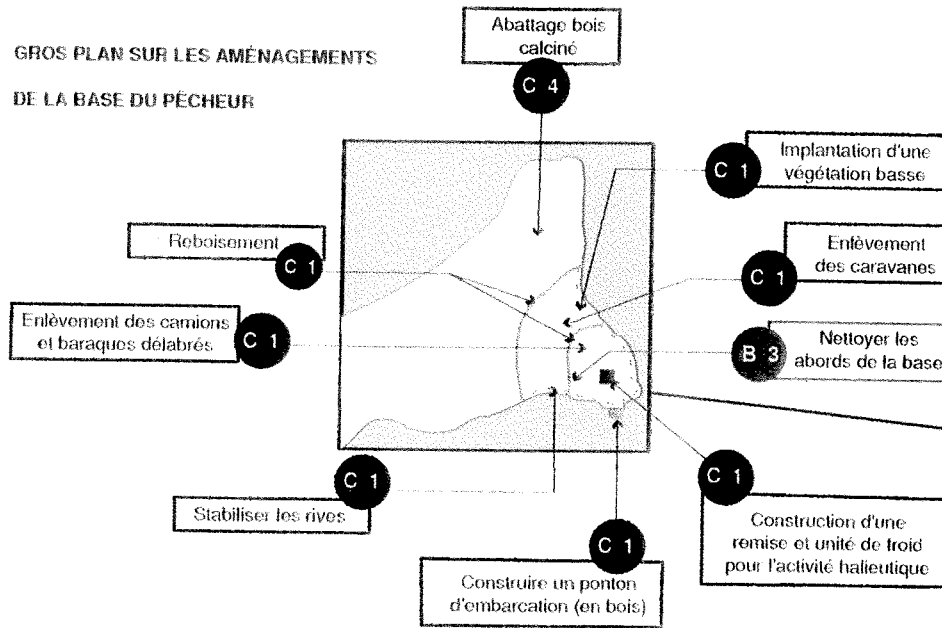 GROS PLAN SUR LES AMÉNAGEMENTS
DE LA BASE DU PÊCHEUR
Abattage bois
calciné
C 4
Implantation d'une
végétation basse
C 1
Reboisement
C 1
Enlèvement
des caravanes
C 1
Enlèvement des camions
et baraques délabrés
C 1
Nettoyer les
abords de la base
B 3
C 1
Stabiliser les rives
C 1
Construction d'une
remise et unité de froid
pour l'activité halieutique
C 1
Construire un ponton
d'embarcation (en bois)